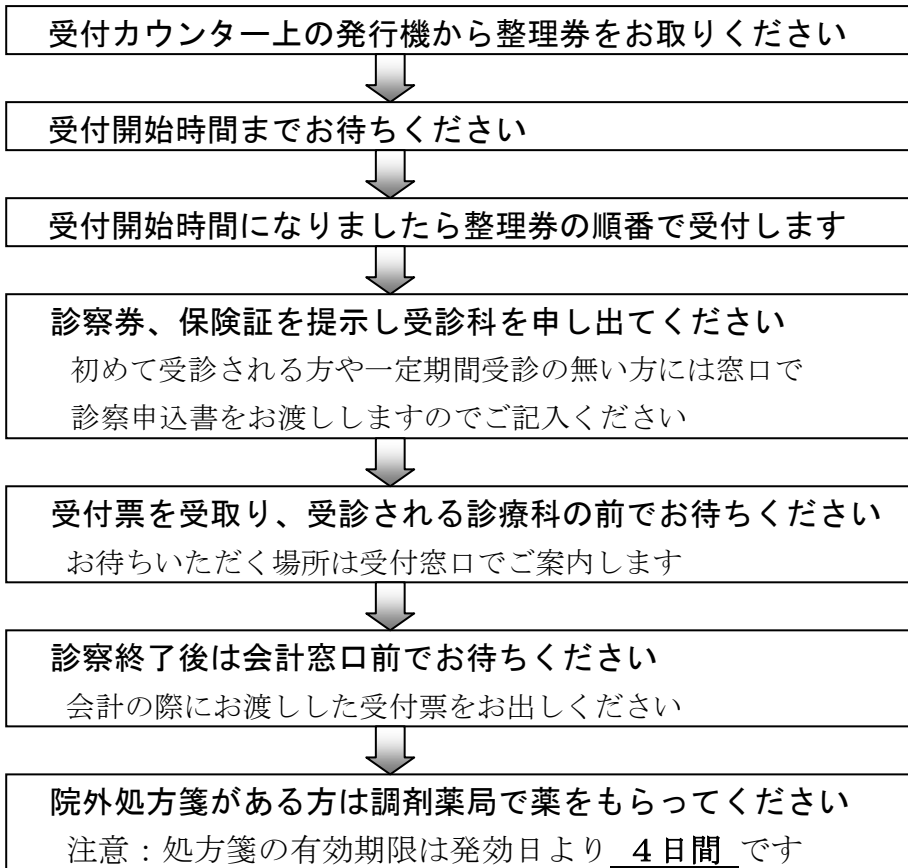 受付カウンター上の発行機から整理券をお取りください
受付開始時間までお待ちください
受付開始時間になりましたら整理券の順番で受付します
診察券、保険証を提示し受診科を申し出てください
初めて受診される方や一定期間受診の無い方には窓口で
診察申込書をお渡ししますのでご記入ください
受付票を受取り、受診される診療科の前でお待ちください
お待ちいただく場所は受付窓口でご案内します
診察終了後は会計窓口前でお待ちください
会計の際にお渡しした受付票をお出しください
院外処方箋がある方は調剤薬局で薬をもらってください
注意：処方箋の有効期限は発効日より ４日間 です